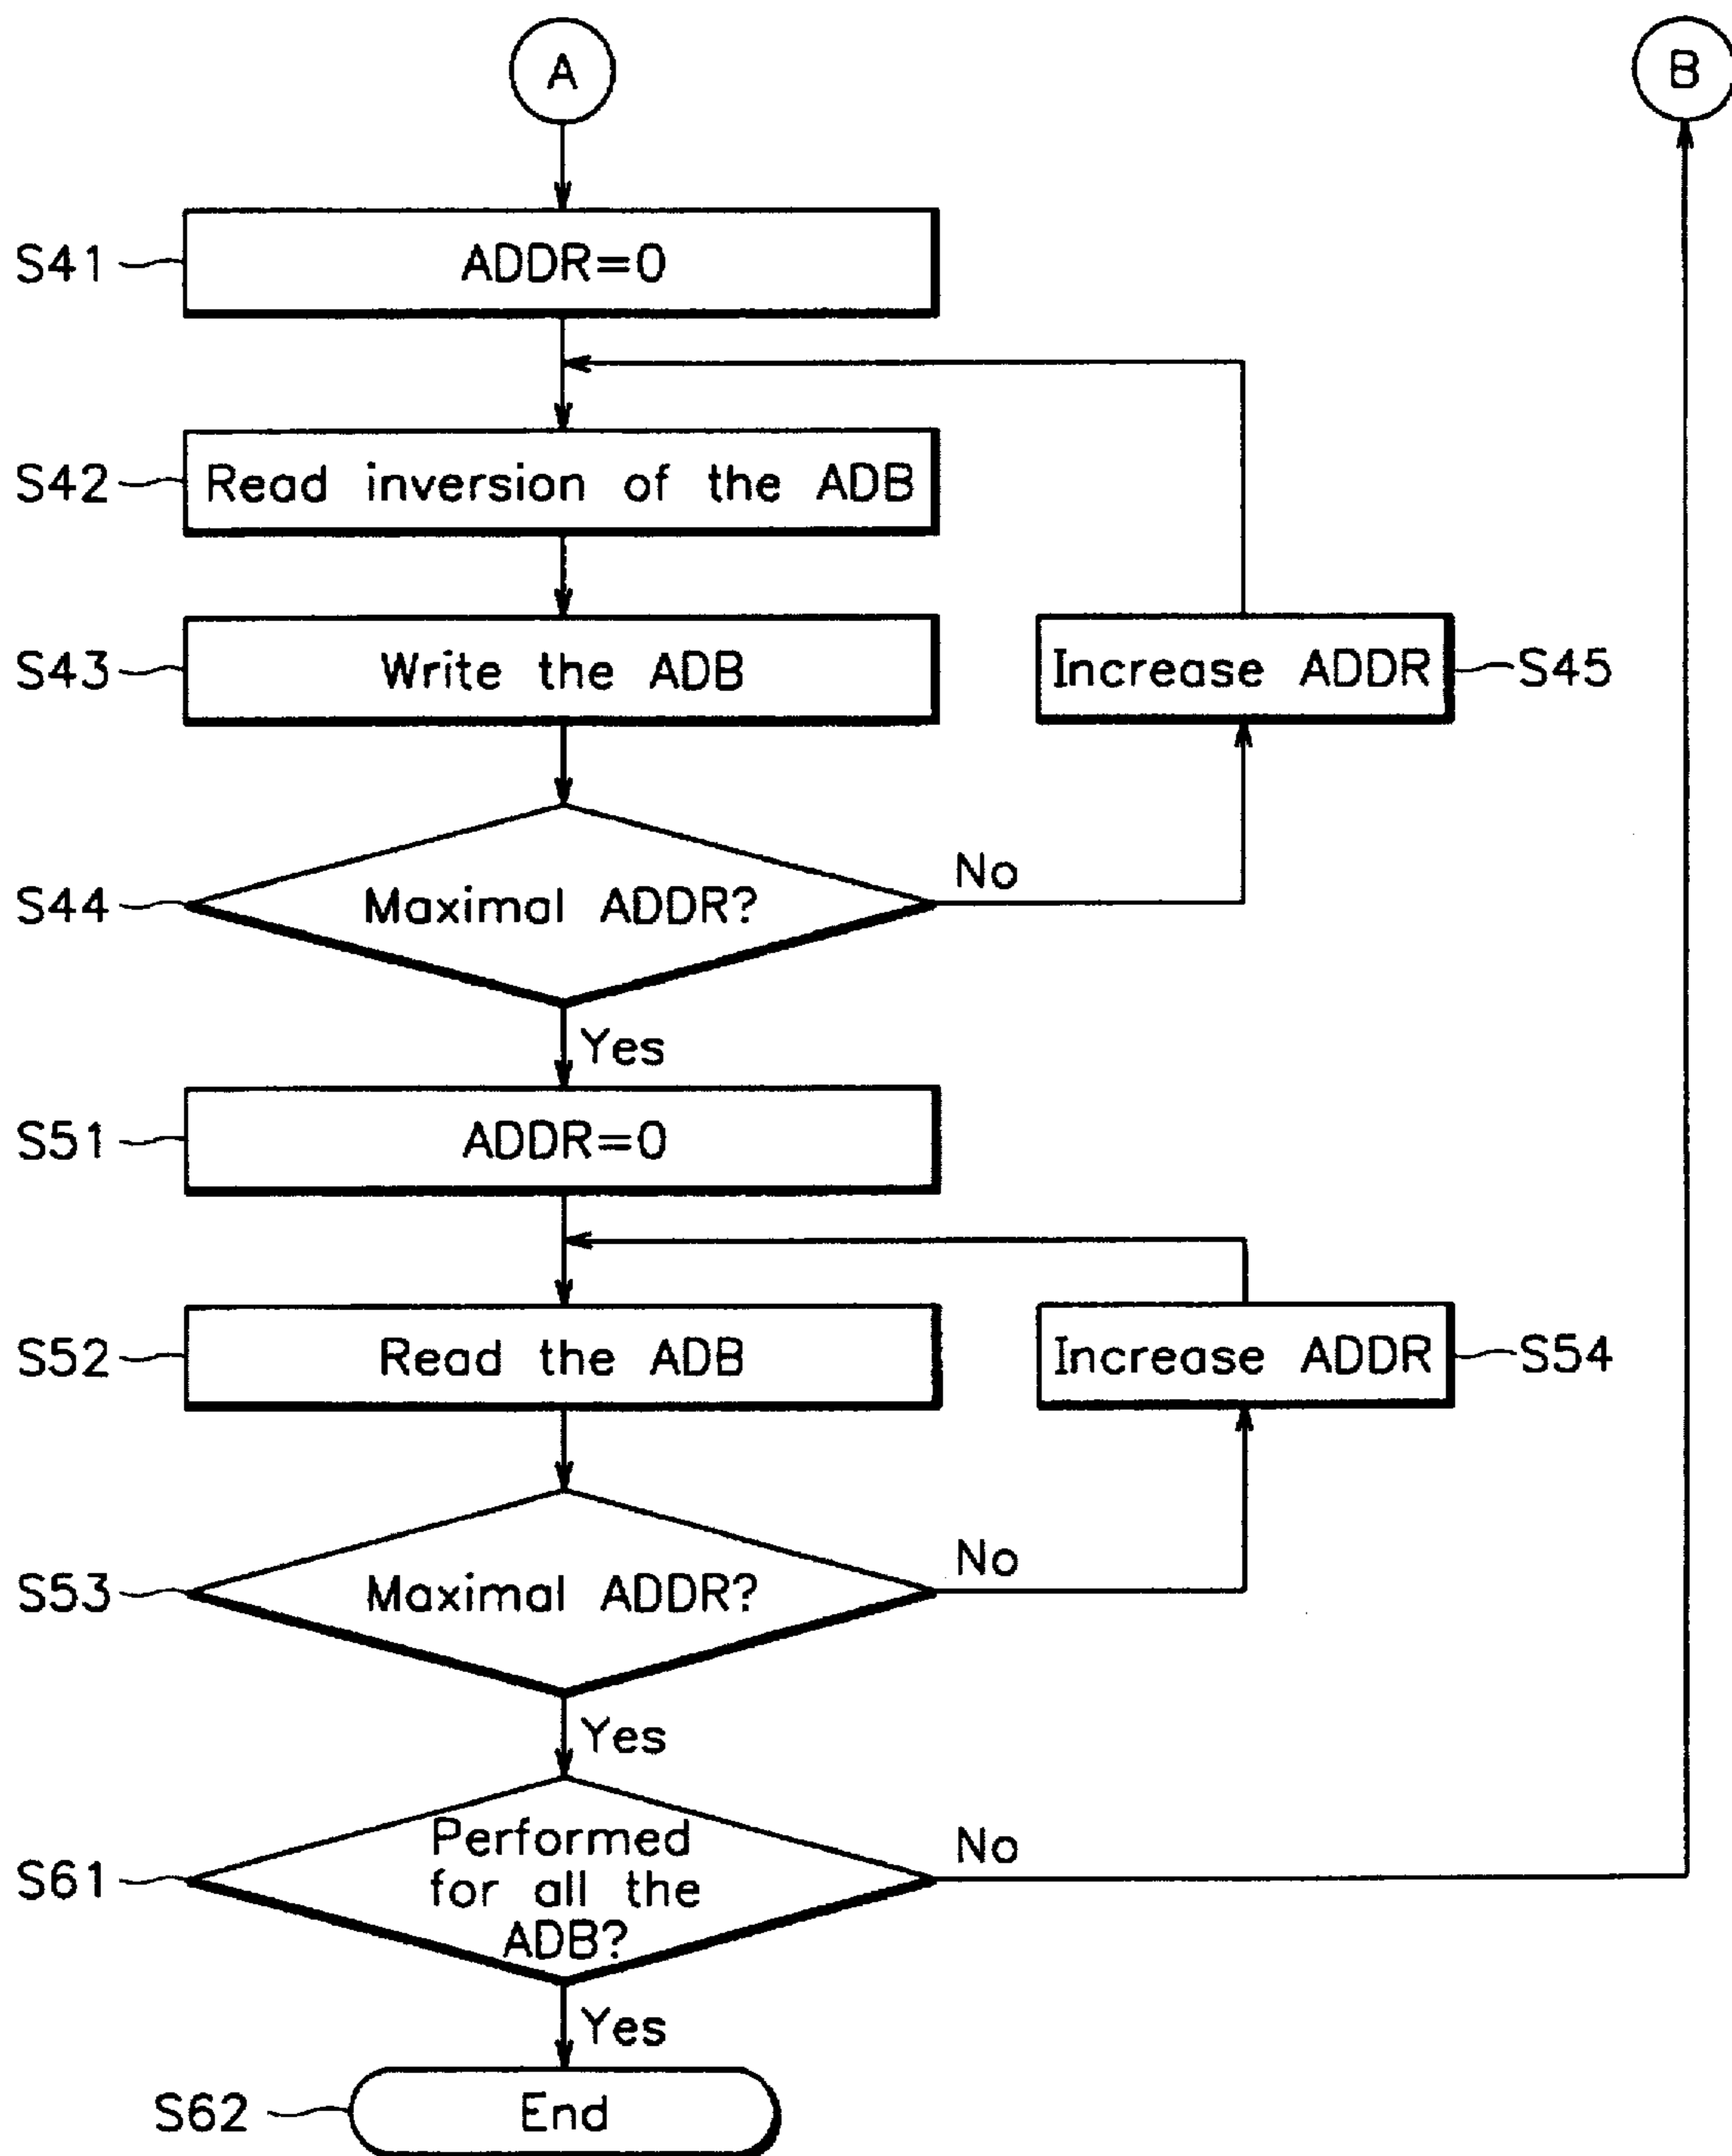 A
B
S41
ADDR=0
S42
Read inversion of the ADB
S43
Write the ADB
Increase ADDR
S45
S44
Maximal ADDR?
No
Yes
S51
ADDR=0
S52
Read the ADB
Increase ADDR
S54
S53
Maximal ADDR?
No
Yes
S61
Performed
for all the
ADB?
No
Yes
S62
End